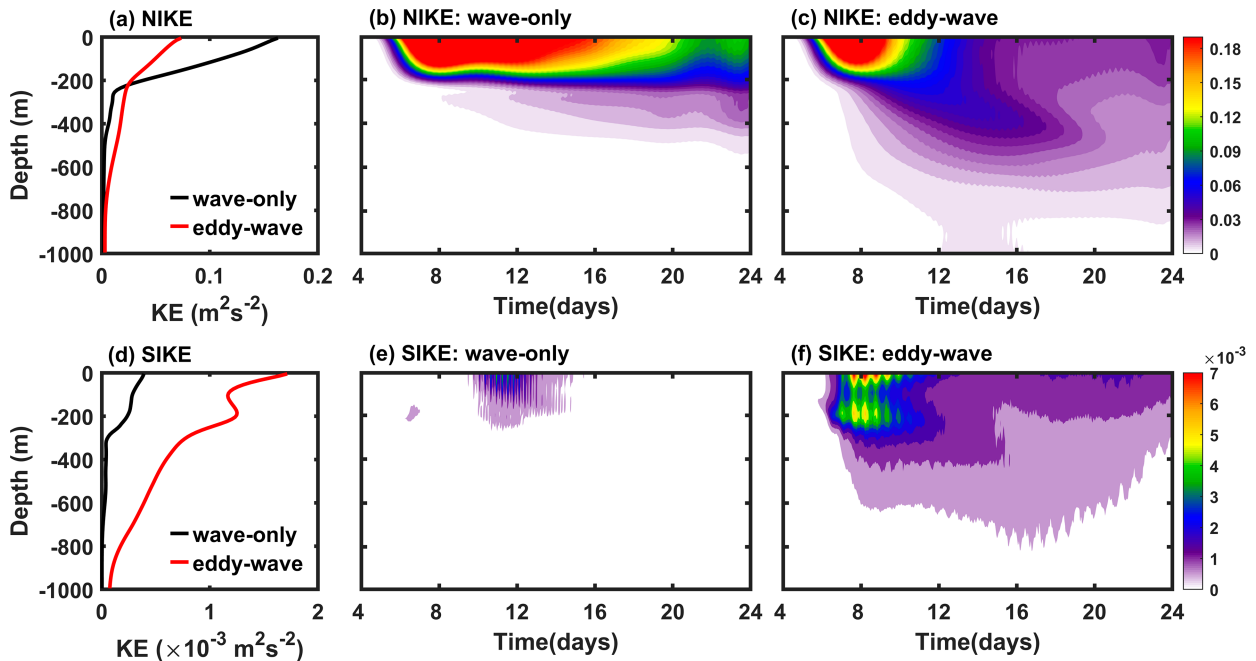 (a) NIKE
0
-200
-400
-600
-800
-1000
Depth (m)
wave-only
eddy-wave
0 0.1 0.2
KE (m²s⁻²)
(b) NIKE: wave-only
4 8 12 16 20 24
Time(days)
(c) NIKE: eddy-wave
4 8 12 16 20 24
Time(days)
0.18
0.15
0.12
0.09
0.06
0.03
0
(d) SIKE
0
-200
-400
-600
-800
-1000
Depth (m)
wave-only
eddy-wave
0 1 2
KE (×10⁻³ m²s⁻²)
(e) SIKE: wave-only
4 8 12 16 20 24
Time(days)
(f) SIKE: eddy-wave
4 8 12 16 20 24
Time(days)
×10⁻³
7
6
5
4
3
2
1
0